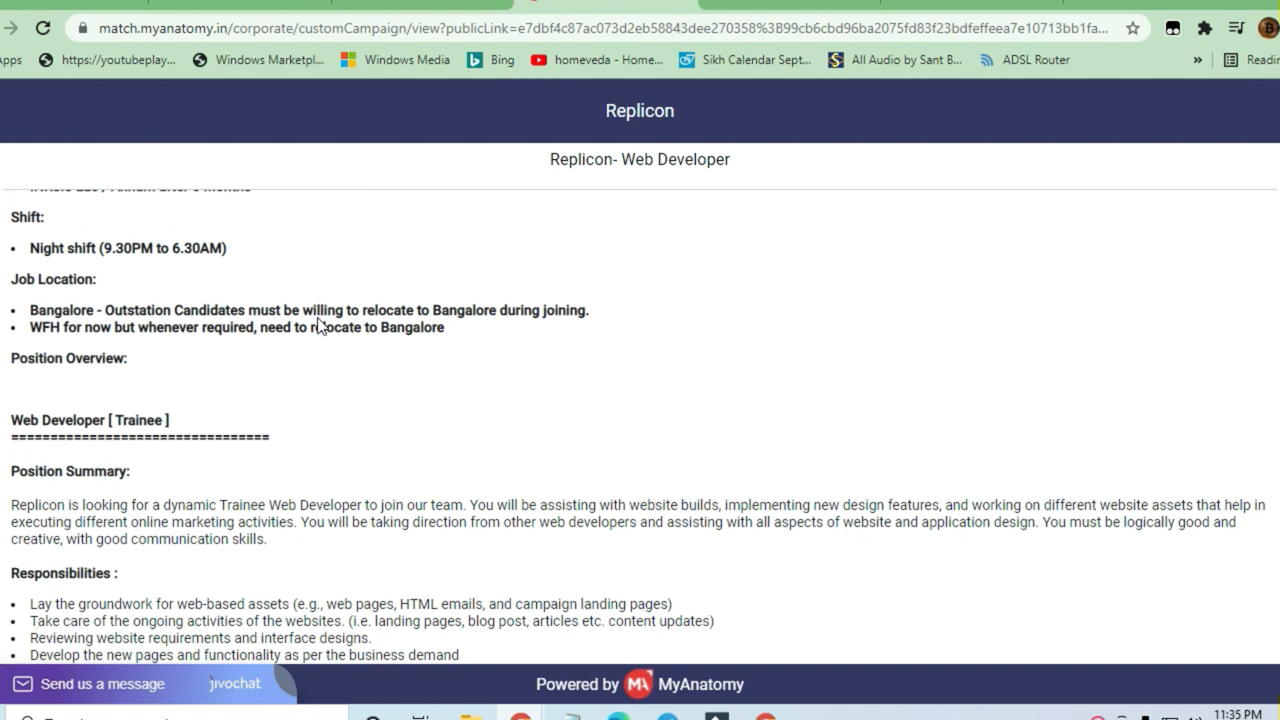 match.myanatomy.in/corporate/customCampaign/view?publicLink=e7dbf4c87ac073d2eb58843dee270358%3B99cb6cbd96ba2075fd83f23bdfeffeea7e10713bb1fa...
https://youtubeplay... Windows Marketpl... Windows Media Bing homeveda - Home... Sikh Calendar Sept... All Audio by Sant B... ADSL Router »
Replicon
Replicon- Web Developer
Shift:
• Night shift (9.30PM to 6.30AM)
Job Location:
• Bangalore - Outstation Candidates must be willing to relocate to Bangalore during joining.
• WFH for now but whenever required, need to relocate to Bangalore
Position Overview:
Web Developer [ Trainee ]
=================================
Position Summary:
Replicon is looking for a dynamic Trainee Web Developer to join our team. You will be assisting with website builds, implementing new design features, and working on different website assets that help in
executing different online marketing activities. You will be taking direction from other web developers and assisting with all aspects of website and application design. You must be logically good and
creative, with good communication skills.
Responsibilities :
• Lay the groundwork for web-based assets (e.g., web pages, HTML emails, and campaign landing pages)
• Take care of the ongoing activities of the websites. (i.e. landing pages, blog post, articles etc. content updates)
• Reviewing website requirements and interface designs.
• Develop the new pages and functionality as per the business demand
Send us a message jivochat Powered by MA MyAnatomy
11:35 PM